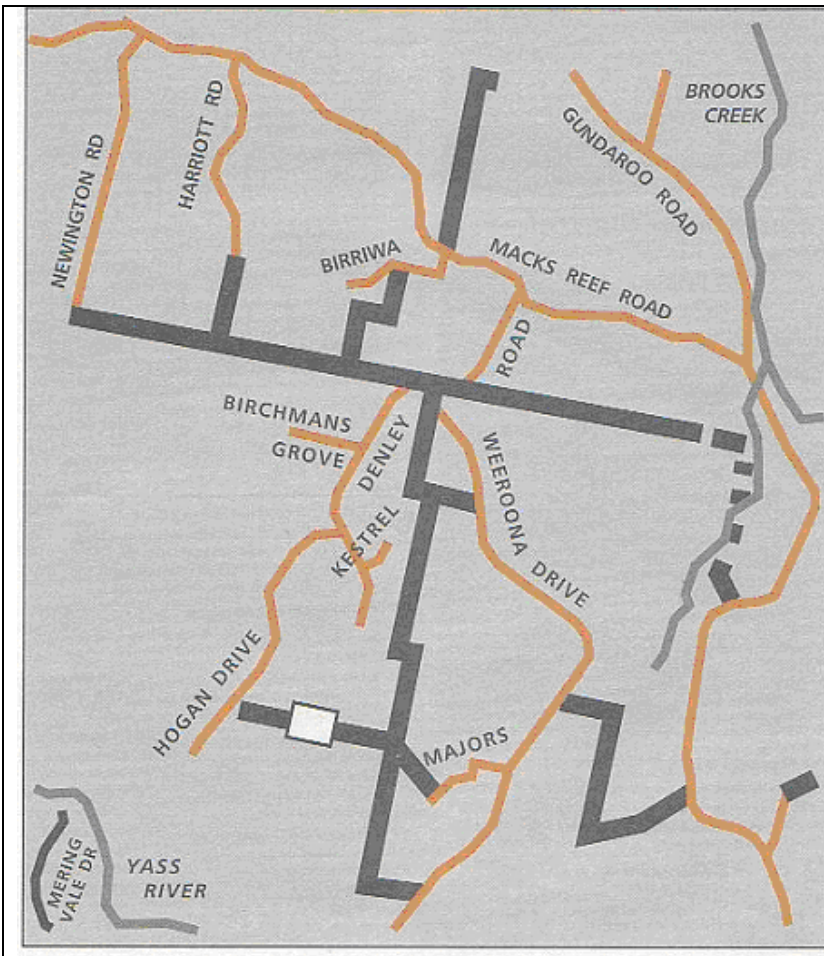 BROOKS
CREEK
GUNDAROO ROAD
HARRIOTT RD
NEWINGTON RD
BIRRIWA
MACKS REEF ROAD
ROAD
BIRCHMANS
GROVE
DENLEY
WEEROONA DRIVE
KESTREL
HOGAN DRIVE
MAJORS
MERING
VALE DR
YASS
RIVER